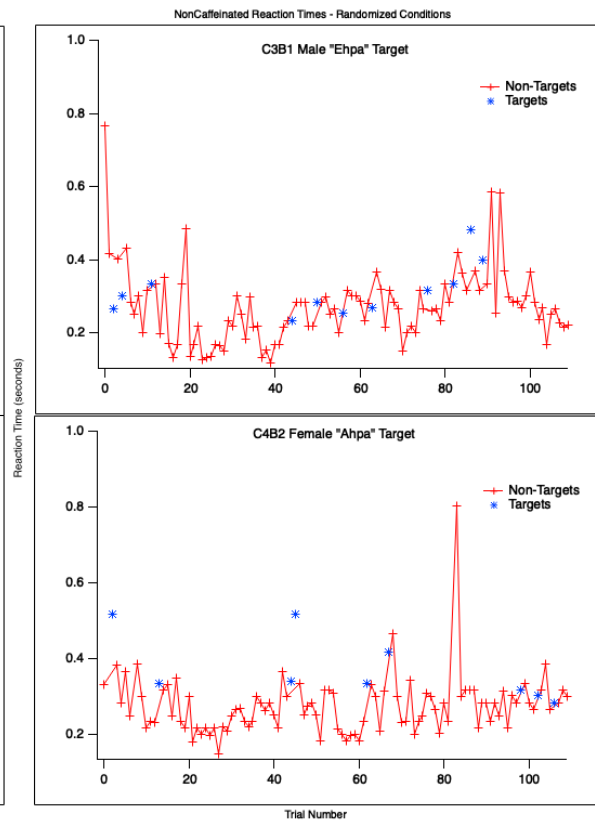 NonCaffeinated Reaction Times - Randomized Conditions
C3B1 Male "Ehpa" Target
Non-Targets
Targets
1.0
0.8
0.6
0.4
0.2
0 20 40 60 80 100
Reaction Time (seconds)
C4B2 Female "Ahpa" Target
Non-Targets
Targets
1.0
0.8
0.6
0.4
0.2
0 20 40 60 80 100
Trial Number